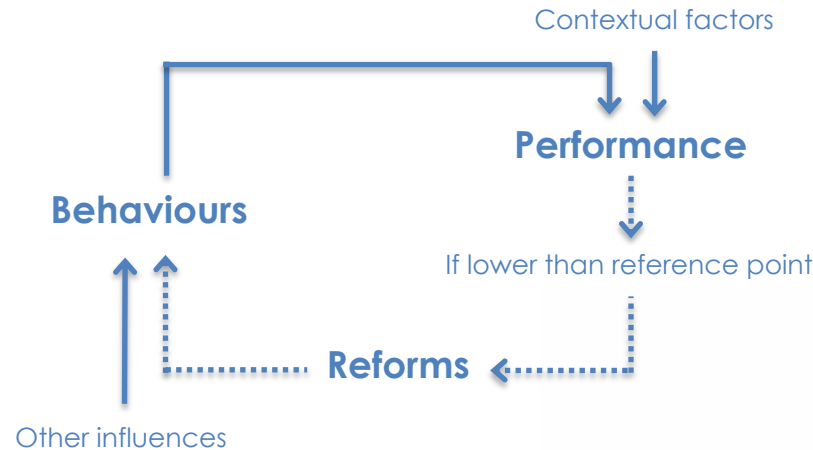 Contextual factors
Performance
Behaviours
If lower than reference point
Reforms
Other influences